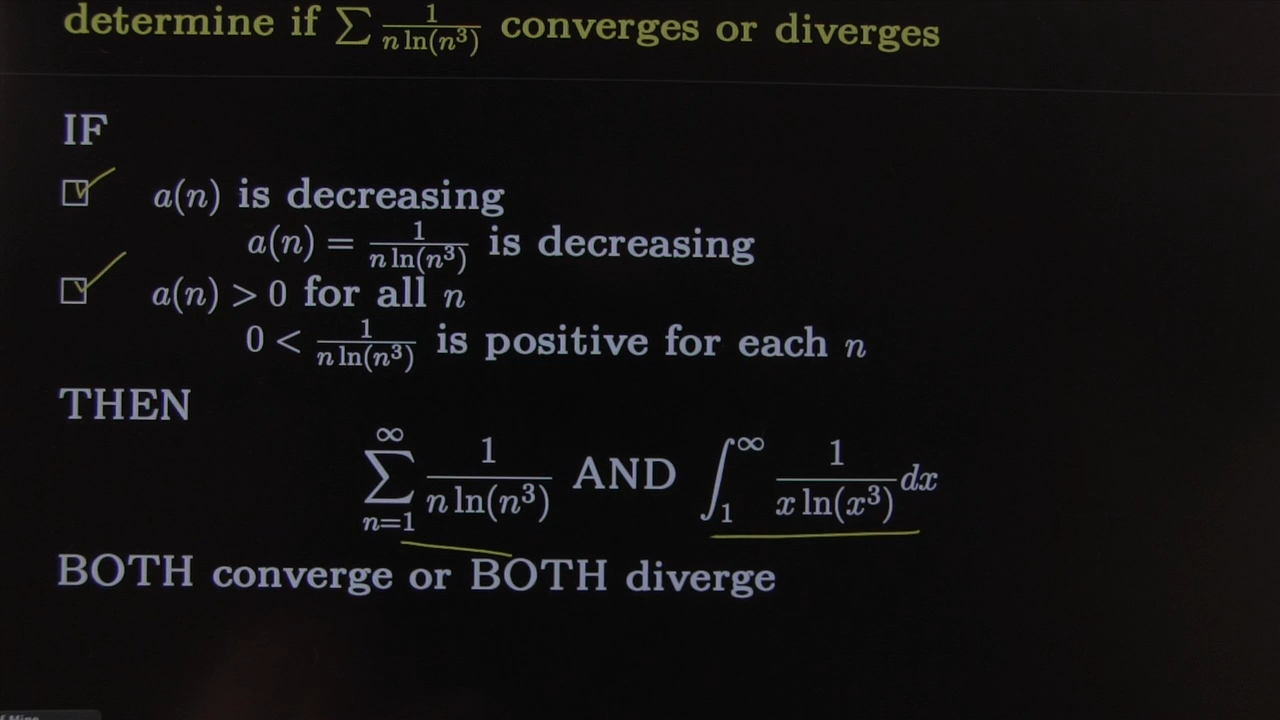 determine if ∑ 1/(n ln(n³)) converges or diverges
IF
☑ a(n) is decreasing
a(n) = 1/(n ln(n³)) is decreasing
☑ a(n) > 0 for all n
0 < 1/(n ln(n³)) is positive for each n
THEN
∑_{n=1}^{∞} 1/(n ln(n³)) AND ∫_1^∞ 1/(x ln(x³)) dx
BOTH converge or BOTH diverge